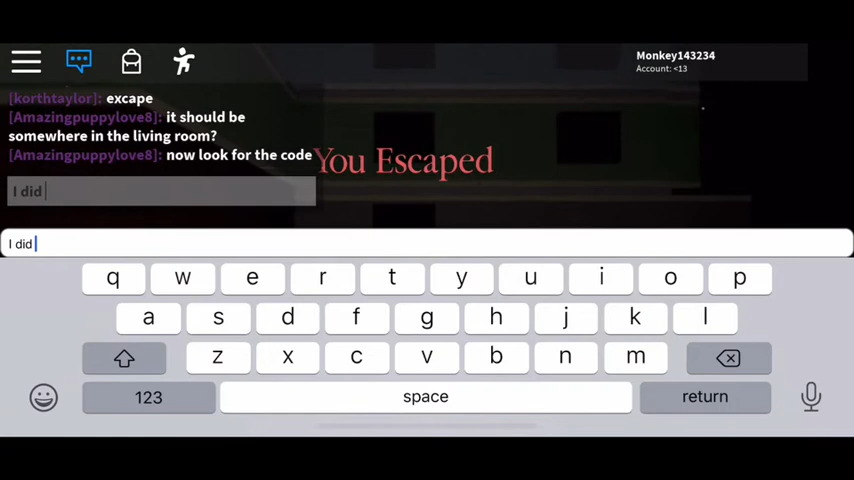 Monkey143234
Account: <13
[korthtaylor]: excape
[Amazingpuppylove8]: it should be
somewhere in the living room?
[Amazingpuppylove8]: now look for the code
You Escaped
I did
I did
q w e r t y u i o p
a s d f g h j k l
z x c v b n m
123 space return